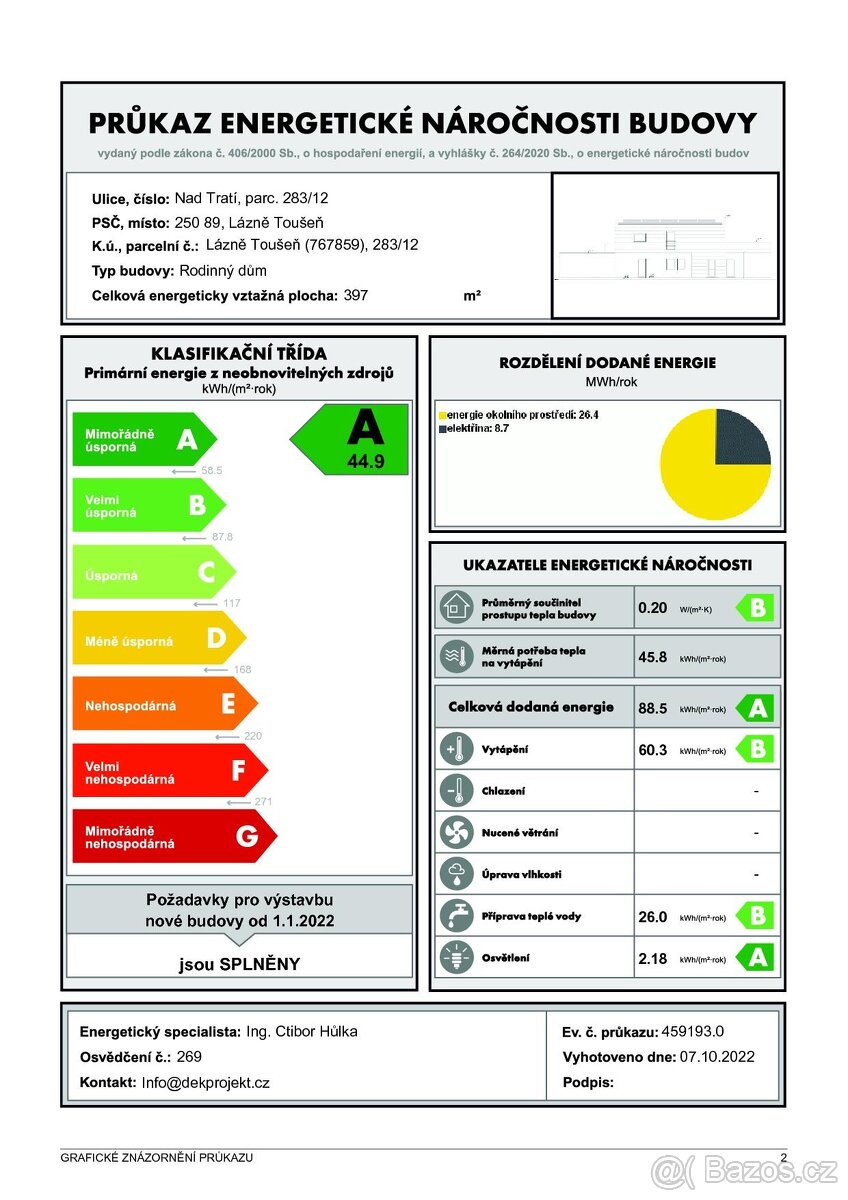 PRŮKAZ ENERGETICKÉ NÁROČNOSTI BUDOVY
vydaný podle zákona č. 406/2000 Sb., o hospodaření energií, a vyhlášky č. 264/2020 Sb., o energetické náročnosti budov
Ulice, číslo: Nad Tratí, parc. 283/12
PSČ, místo: 250 89, Lázně Toušeň
K.ú., parcelní č.: Lázně Toušeň (767859), 283/12
Typ budovy: Rodinný dům
Celková energeticky vztažná plocha: 397 m²
KLASIFIKAČNÍ TŘÍDA
Primární energie z neobnovitelných zdrojů
kWh/(m²·rok)
Mimořádně
úsporná A
58.5
Velmi
úsporná B
87.8
Úsporná C
117
Méně úsporná D
168
Nehospodárná E
220
Velmi
nehospodárná F
271
Mimořádně
nehospodárná G
A
44.9
Požadavky pro výstavbu
nové budovy od 1.1.2022
jsou SPLNĚNY
ROZDĚLENÍ DODANÉ ENERGIE
MWh/rok
energie okolního prostředí: 26.4
elektřina: 8.7
UKAZATELE ENERGETICKÉ NÁROČNOSTI
Průměrný součinitel
prostupu tepla budovy 0.20 W/(m²·K) B
Měrná potřeba tepla
na vytápění 45.8 kWh/(m²·rok)
Celková dodaná energie 88.5 kWh/(m²·rok) A
Vytápění 60.3 kWh/(m²·rok) B
Chlazení -
Nucené větrání -
Úprava vlhkosti -
Příprava teplé vody 26.0 kWh/(m²·rok) B
Osvětlení 2.18 kWh/(m²·rok) A
Energetický specialista: Ing. Ctibor Hůlka
Osvědčení č.: 269
Kontakt: Info@dekprojekt.cz
Ev. č. průkazu: 459193.0
Vyhotoveno dne: 07.10.2022
Podpis:
GRAFICKÉ ZNÁZORNĚNÍ PRŮKAZU 2
@( Bazos.cz